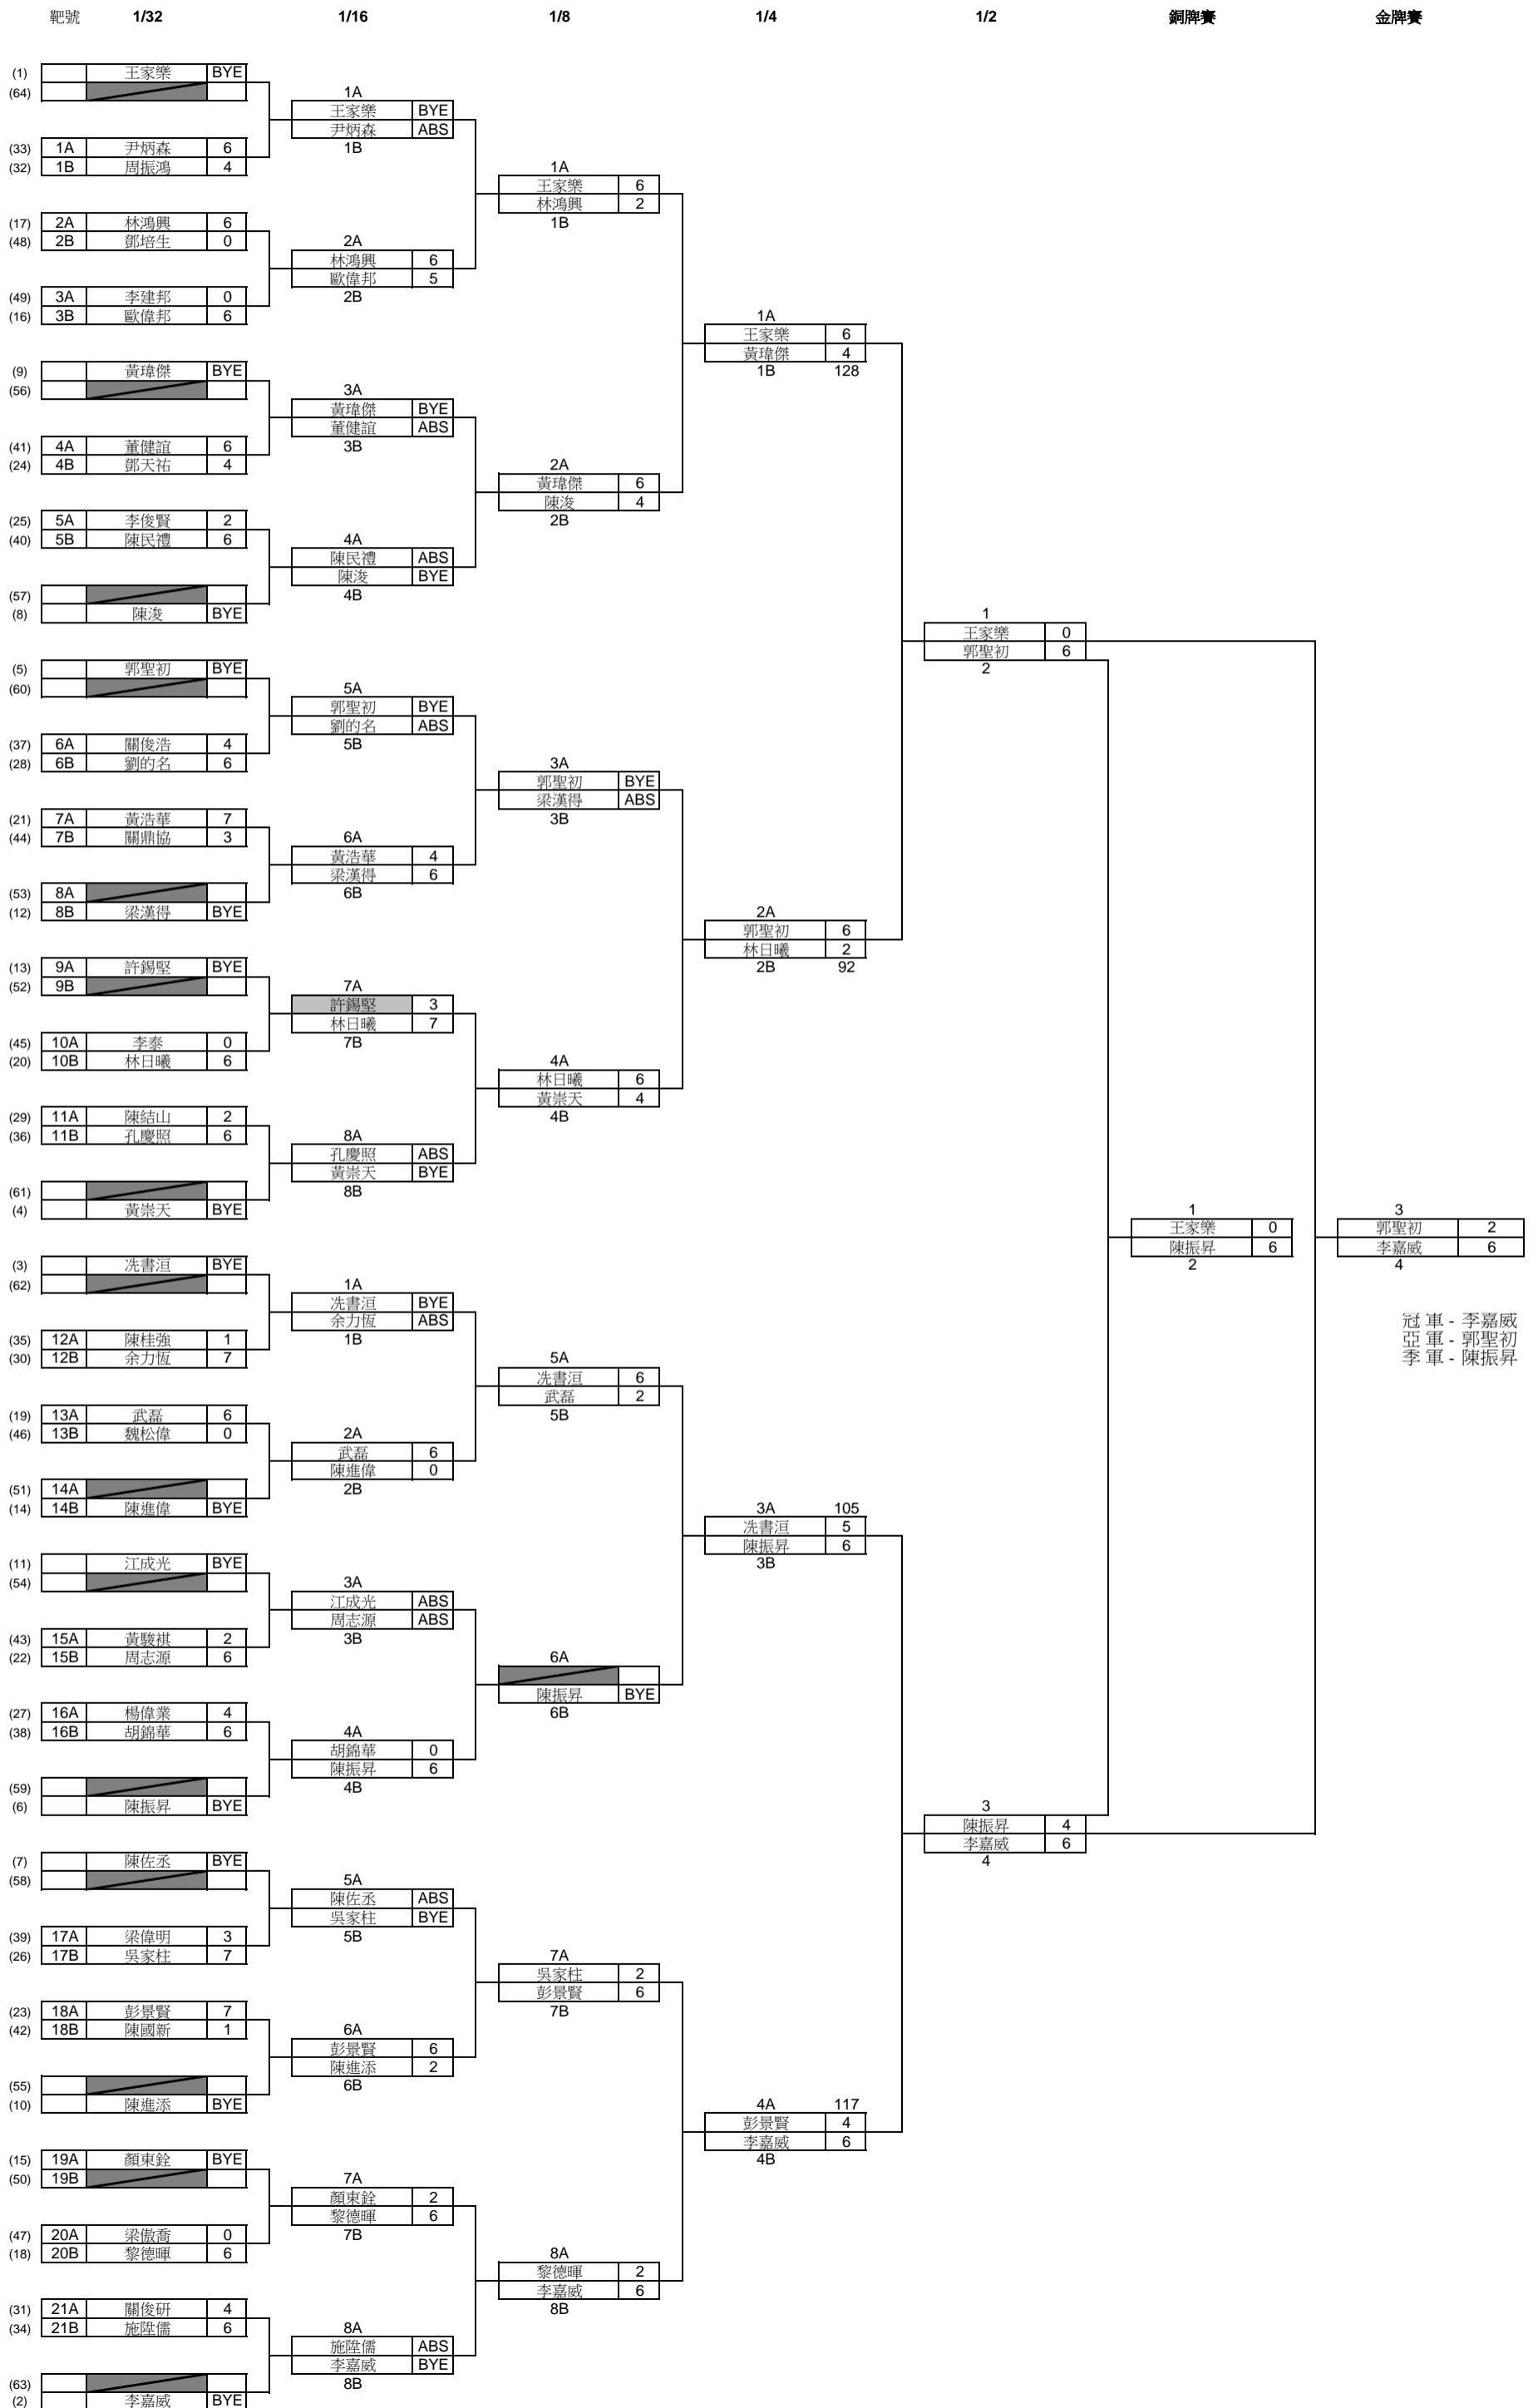 靶號 1/32 1/16 1/8 1/4 1/2 銅牌賽 金牌賽
(1) 王家樂 BYE
(64)
(33) 1A 尹炳森 6
(32) 1B 周振鴻 4
(17) 2A 林鴻興 6
(48) 2B 鄧培生 0
(49) 3A 李建邦 0
(16) 3B 歐偉邦 6
(9) 黃瑋傑 BYE
(56)
(41) 4A 董健誼 6
(24) 4B 鄧天祐 4
(25) 5A 李俊賢 2
(40) 5B 陳民禮 6
(57)
(8) 陳浚 BYE
(5) 郭聖初 BYE
(60)
(37) 6A 關俊浩 4
(28) 6B 劉的名 6
(21) 7A 黃浩華 7
(44) 7B 關鼎協 3
(53) 8A
(12) 8B 梁漢得 BYE
(13) 9A 許錫堅 BYE
(52) 9B
(45) 10A 李泰 0
(20) 10B 林日曦 6
(29) 11A 陳結山 2
(36) 11B 孔慶照 6
(61)
(4) 黃崇天 BYE
(3) 冼書洹 BYE
(62)
(35) 12A 陳桂強 1
(30) 12B 余力恆 7
(19) 13A 武磊 6
(46) 13B 魏松偉 0
(51) 14A
(14) 14B 陳進偉 BYE
(11) 江成光 BYE
(54)
(43) 15A 黃駿祺 2
(22) 15B 周志源 6
(27) 16A 楊偉業 4
(38) 16B 胡錦華 6
(59)
(6) 陳振昇 BYE
(7) 陳佐丞 BYE
(58)
(39) 17A 梁偉明 3
(26) 17B 吳家柱 7
(23) 18A 彭景賢 7
(42) 18B 陳國新 1
(55)
(10) 陳進添 BYE
(15) 19A 顏東銓 BYE
(50) 19B
(47) 20A 梁傲喬 0
(18) 20B 黎德暉 6
(31) 21A 關俊研 4
(34) 21B 施陞儒 6
(63)
(2) 李嘉威 BYE
1A
王家樂 BYE
尹炳森 ABS
1B
2A
林鴻興 6
歐偉邦 5
2B
3A
黃瑋傑 BYE
董健誼 ABS
3B
4A
陳民禮 ABS
陳浚 BYE
4B
5A
郭聖初 BYE
劉的名 ABS
5B
6A
黃浩華 4
梁漢得 6
6B
7A
許錫堅 3
林日曦 7
7B
8A
孔慶照 ABS
黃崇天 BYE
8B
1A
冼書洹 BYE
余力恆 ABS
1B
2A
武磊 6
陳進偉 0
2B
3A
江成光 ABS
周志源 ABS
3B
4A
胡錦華 0
陳振昇 6
4B
5A
陳佐丞 ABS
吳家柱 BYE
5B
6A
彭景賢 6
陳進添 2
6B
7A
顏東銓 2
黎德暉 6
7B
8A
施陞儒 ABS
李嘉威 BYE
8B
1A
王家樂 6
林鴻興 2
1B
2A
黃瑋傑 6
陳浚 4
2B
3A
郭聖初 BYE
梁漢得 ABS
3B
4A
林日曦 6
黃崇天 4
4B
5A
冼書洹 6
武磊 2
5B
6A
陳振昇 BYE
6B
7A
吳家柱 2
彭景賢 6
7B
8A
黎德暉 2
李嘉威 6
8B
1A
王家樂 6
黃瑋傑 4
1B 128
2A
郭聖初 6
林日曦 2
2B 92
3A 105
冼書洹 5
陳振昇 6
3B
4A 117
彭景賢 4
李嘉威 6
4B
1
王家樂 0
郭聖初 6
2
3
陳振昇 4
李嘉威 6
4
1
王家樂 0
陳振昇 6
2
3
郭聖初 2
李嘉威 6
4
冠 軍 - 李嘉威
亞 軍 - 郭聖初
季 軍 - 陳振昇